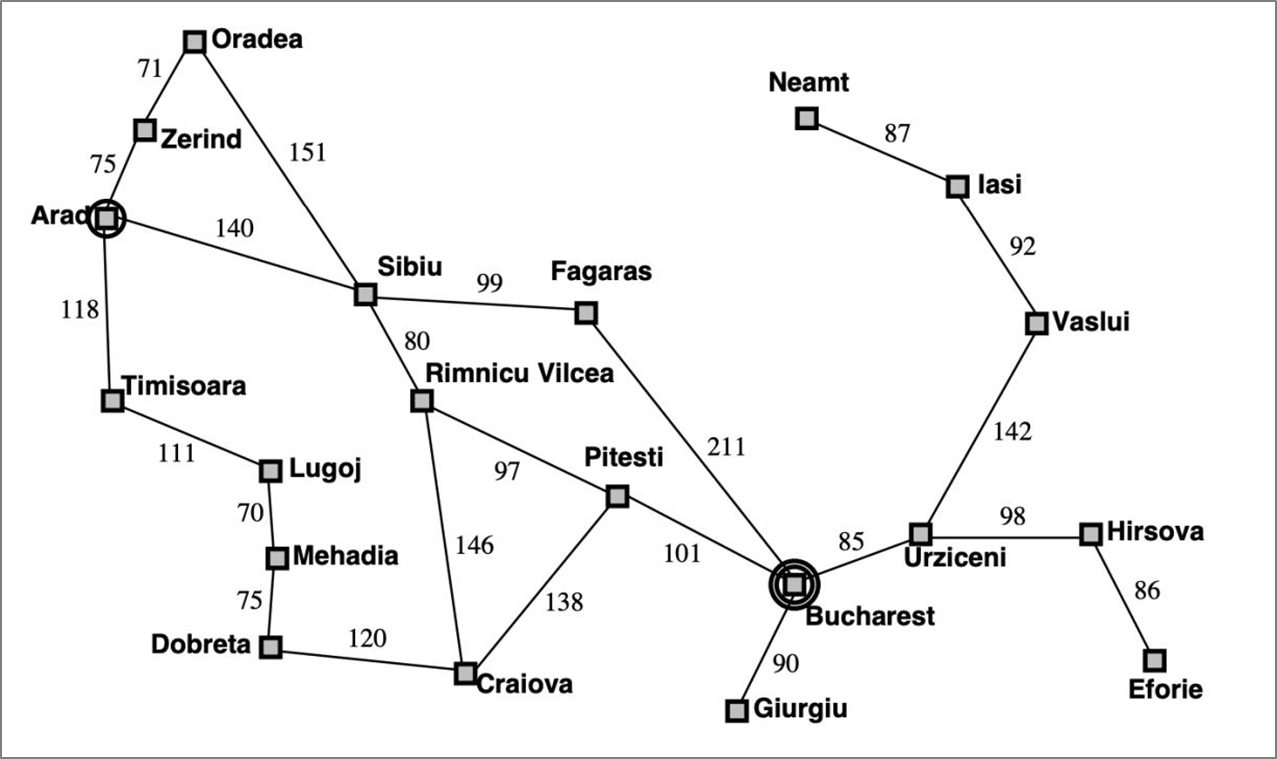 Oradea
71
Neamt
87
Zerind
151
75
Iasi
Arad
140
92
Sibiu
Fagaras
99
118
Vaslui
80
Rimnicu Vilcea
Timisoara
142
211
111
Pitesti
97
Lugoj
70
98
Hirsova
146
85
101
Mehadia
Urziceni
75
138
86
Bucharest
Dobreta
120
90
Craiova
Eforie
Giurgiu